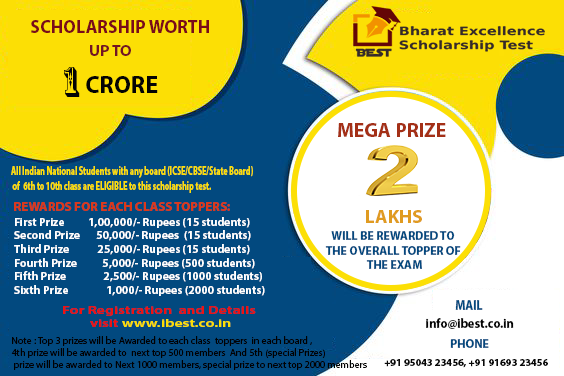 SCHOLARSHIP WORTH
UP TO
1 CRORE
BEST
Bharat Excellence
Scholarship Test
All Indian National Students with any board (ICSE/CBSE/State Board)
of 6th to 10th class are ELIGIBLE to this scholarship test.
REWARDS FOR EACH CLASS TOPPERS:
First Prize 1,00,000/- Rupees (15 students)
Second Prize 50,000/- Rupees (15 students)
Third Prize 25,000/- Rupees (15 students)
Fourth Prize 5,000/- Rupees (500 students)
Fifth Prize 2,500/- Rupees (1000 students)
Sixth Prize 1,000/- Rupees (2000 students)
For Registration and Details
visit www.ibest.co.in
Note : Top 3 prizes will be Awarded to each class toppers in each board ,
4th prize will be awarded to next top 500 members And 5th (special Prizes)
prize will be awarded to Next 1000 members, special prize to next top 2000 members
MEGA PRIZE
2
LAKHS
WILL BE REWARDED TO
THE OVERALL TOPPER OF
THE EXAM
MAIL
info@ibest.co.in
PHONE
+91 95043 23456, +91 91693 23456